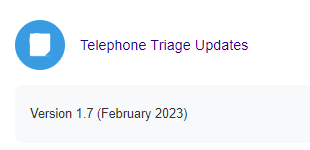 Telephone Triage Updates
Version 1.7 (February 2023)